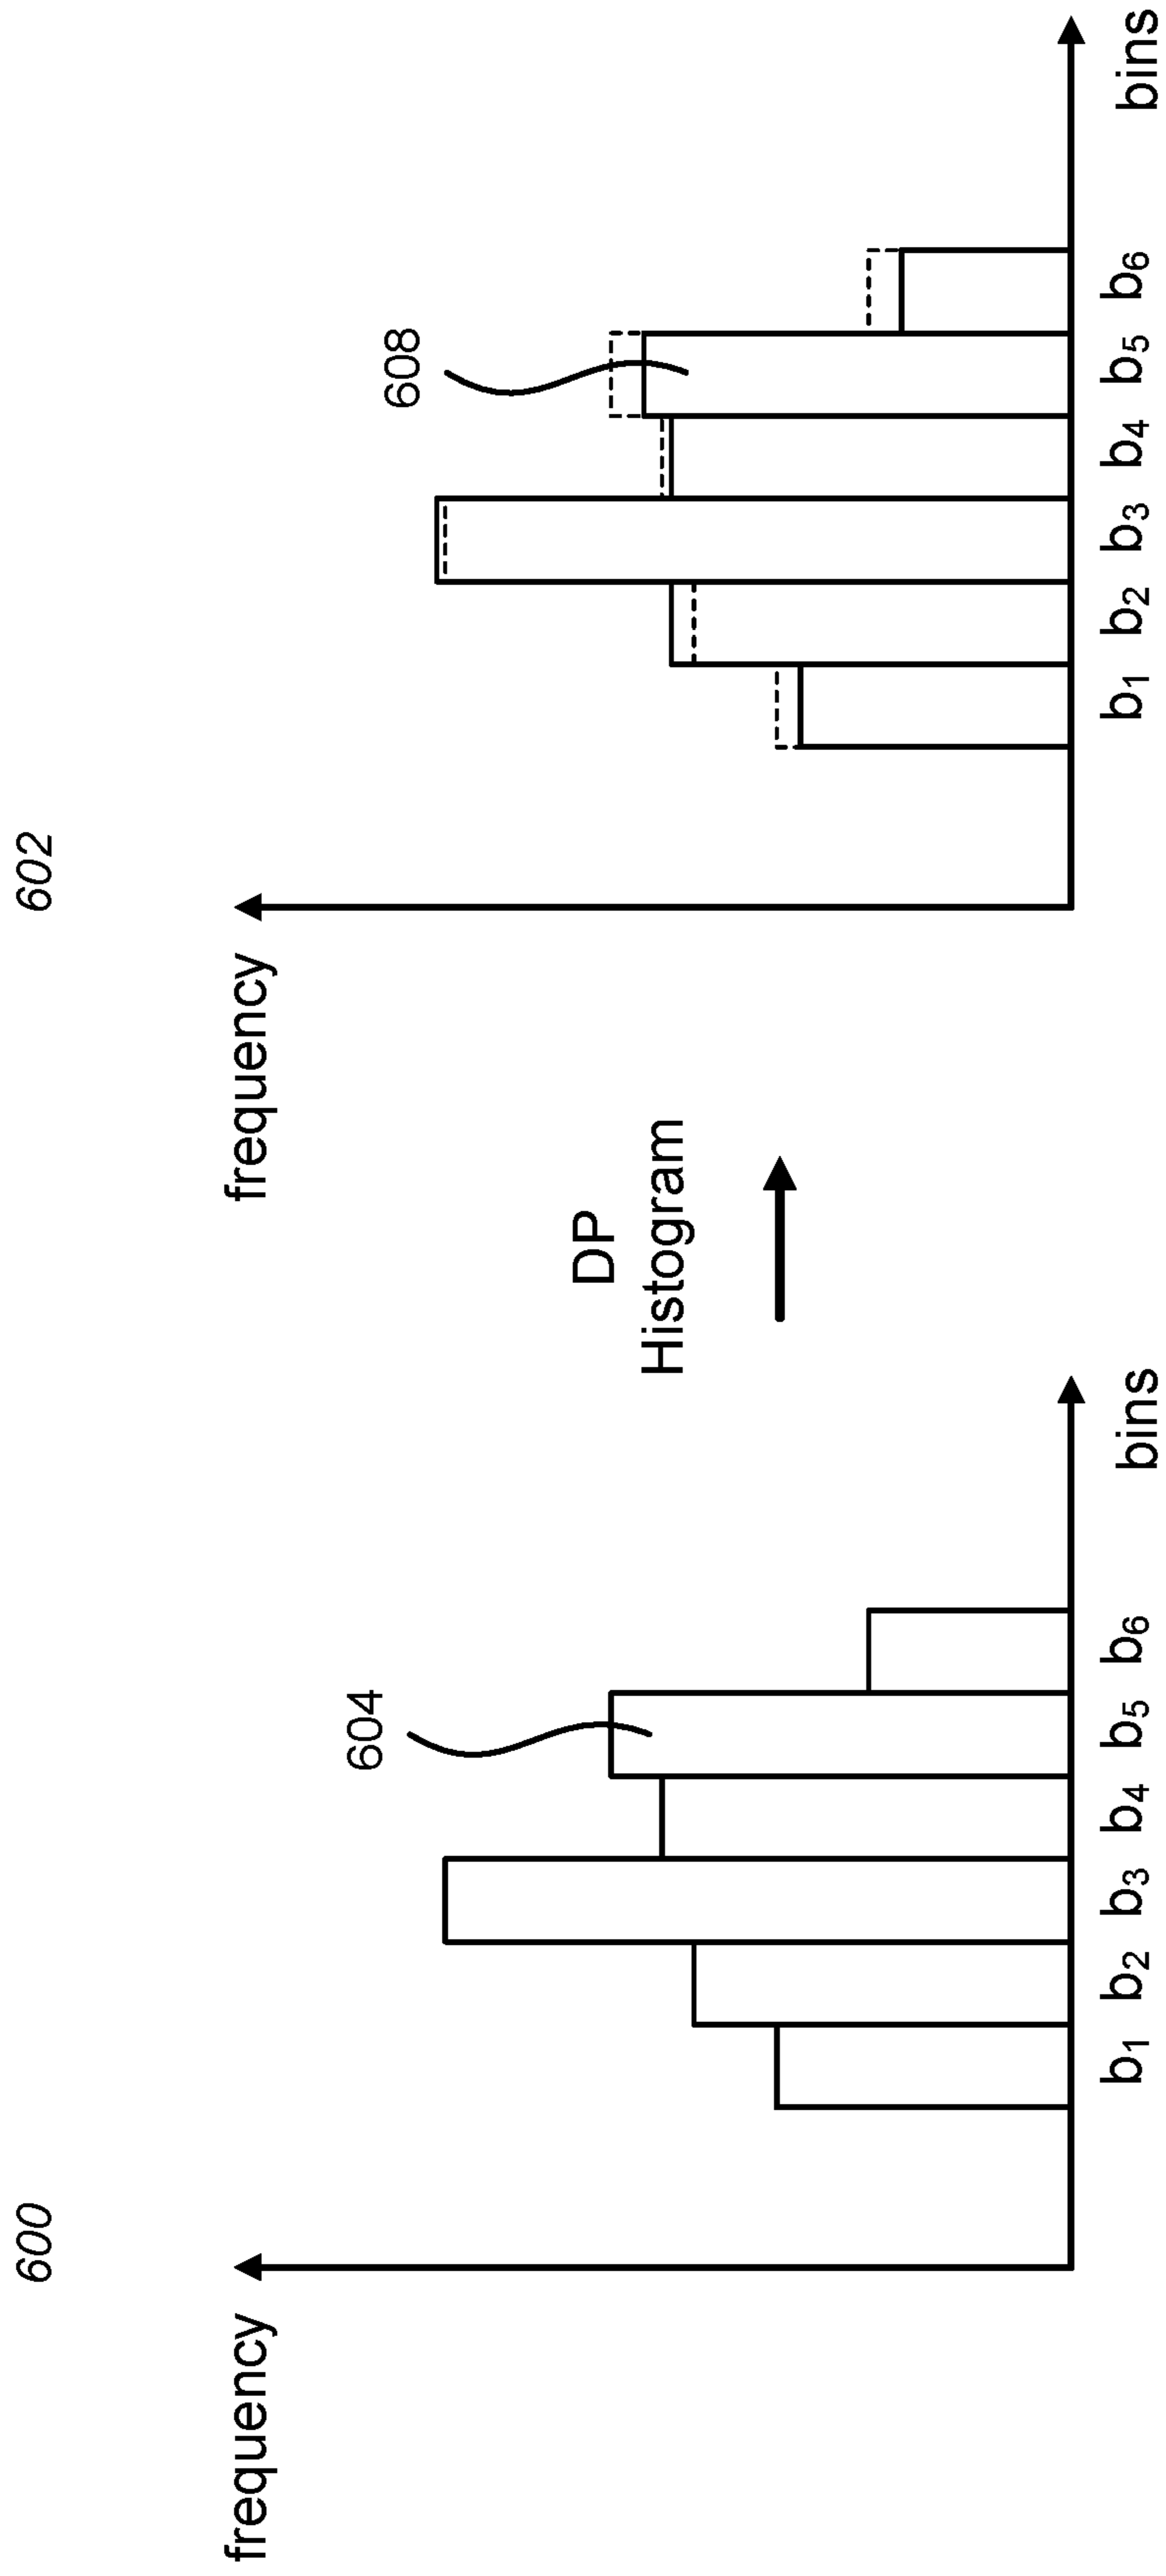 600
frequency
604
b1 b2 b3 b4 b5 b6
bins
DP
Histogram
602
frequency
608
b1 b2 b3 b4 b5 b6
bins